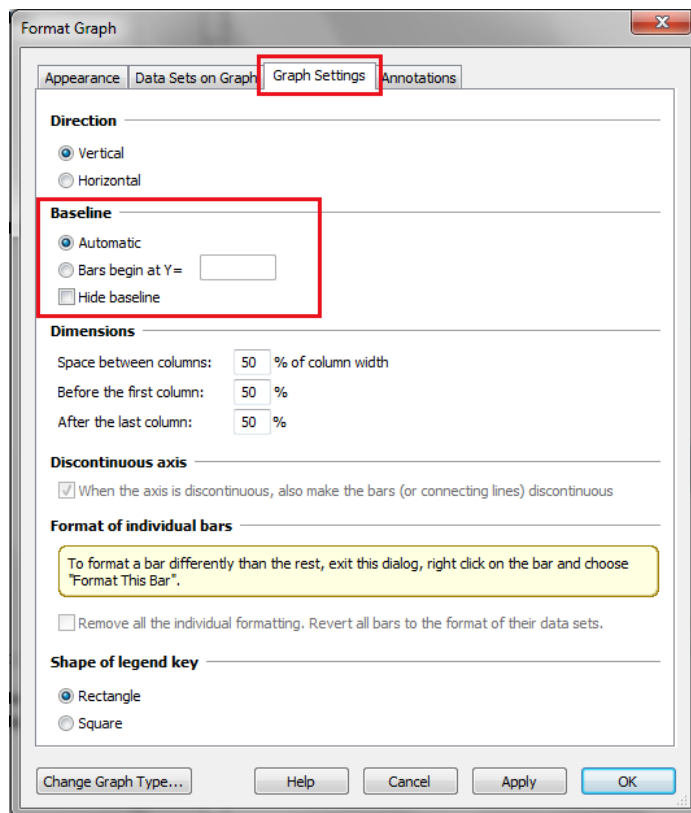 Format Graph
Appearance Data Sets on Graph Graph Settings Annotations
Direction
Vertical
Horizontal
Baseline
Automatic
Bars begin at Y=
Hide baseline
Dimensions
Space between columns: 50 % of column width
Before the first column: 50 %
After the last column: 50 %
Discontinuous axis
When the axis is discontinuous, also make the bars (or connecting lines) discontinuous
Format of individual bars
To format a bar differently than the rest, exit this dialog, right click on the bar and choose
"Format This Bar".
Remove all the individual formatting. Revert all bars to the format of their data sets.
Shape of legend key
Rectangle
Square
Change Graph Type... Help Cancel Apply OK